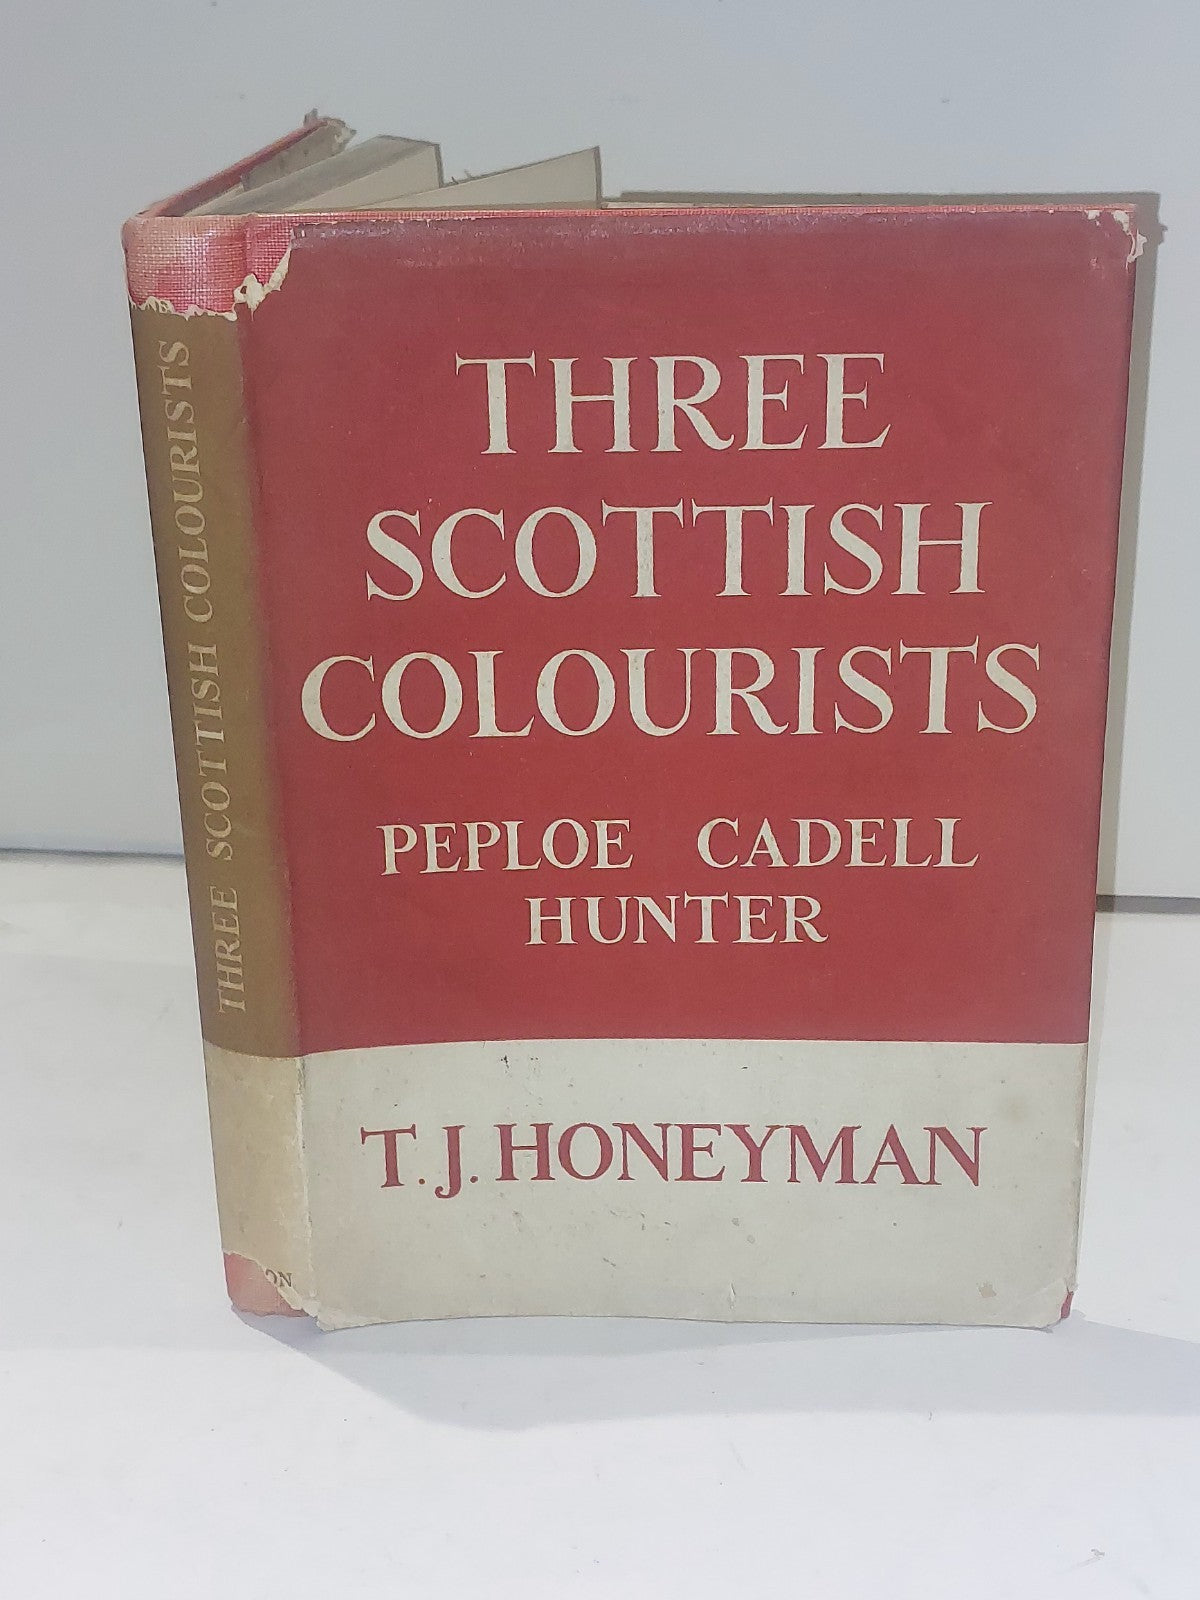 THREE
SCOTTISH
COLOURISTS
PEPLOE CADELL
HUNTER
T. J. HONEYMAN
THREE SCOTTISH COLOURISTS